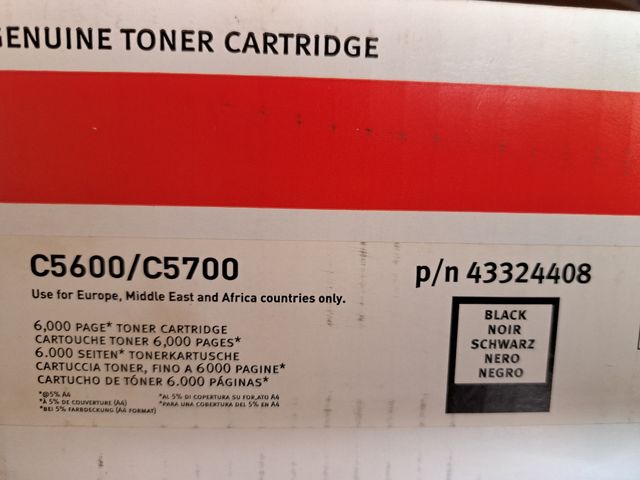 GENUINE TONER CARTRIDGE
C5600/C5700
Use for Europe, Middle East and Africa countries only.
6,000 PAGE* TONER CARTRIDGE
CARTOUCHE TONER 6,000 PAGES*
6.000 SEITEN* TONERKARTUSCHE
CARTUCCIA TONER, FINO A 6000 PAGINE*
CARTUCHO DE TÓNER 6.000 PÁGINAS*
*@5% A4
*À 5% DE COUVERTURE (A4)
*BEI 5% FARBDECKUNG (A4 FORMAT)
*AL 5% DI COPERTURA SU FOR,ATO A4
*PARA UNA COBERTURA DEL 5% EN A4
p/n 43324408
BLACK
NOIR
SCHWARZ
NERO
NEGRO